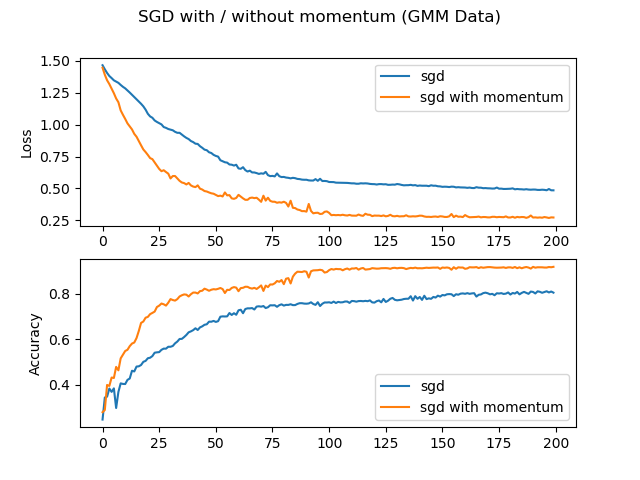 SGD with / without momentum (GMM Data)
Loss
1.50
1.25
1.00
0.75
0.50
0.25
sgd
sgd with momentum
0 25 50 75 100 125 150 175 200
Accuracy
0.8
0.6
0.4
sgd
sgd with momentum
0 25 50 75 100 125 150 175 200